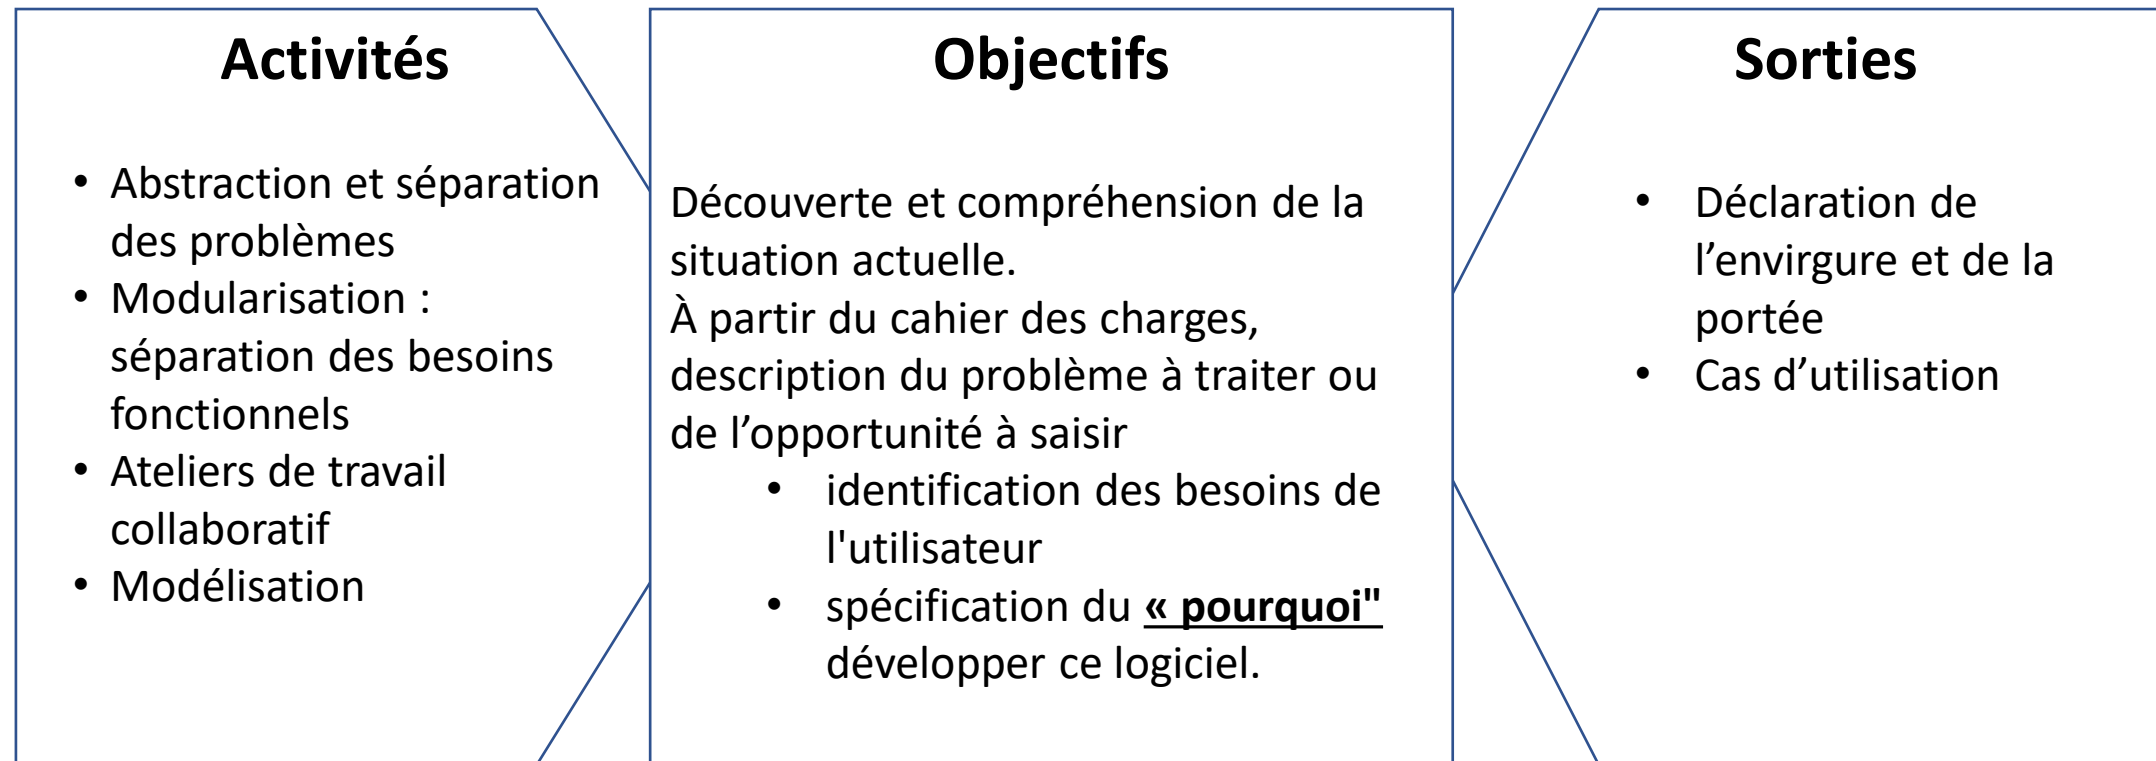 Activités
• Abstraction et séparation
des problèmes
• Modularisation :
séparation des besoins
fonctionnels
• Ateliers de travail
collaboratif
• Modélisation
Objectifs
Découverte et compréhension de la
situation actuelle.
À partir du cahier des charges,
description du problème à traiter ou
de l’opportunité à saisir
• identification des besoins de
l'utilisateur
• spécification du « pourquoi"
développer ce logiciel.
Sorties
• Déclaration de
l’envirgure et de la
portée
• Cas d’utilisation